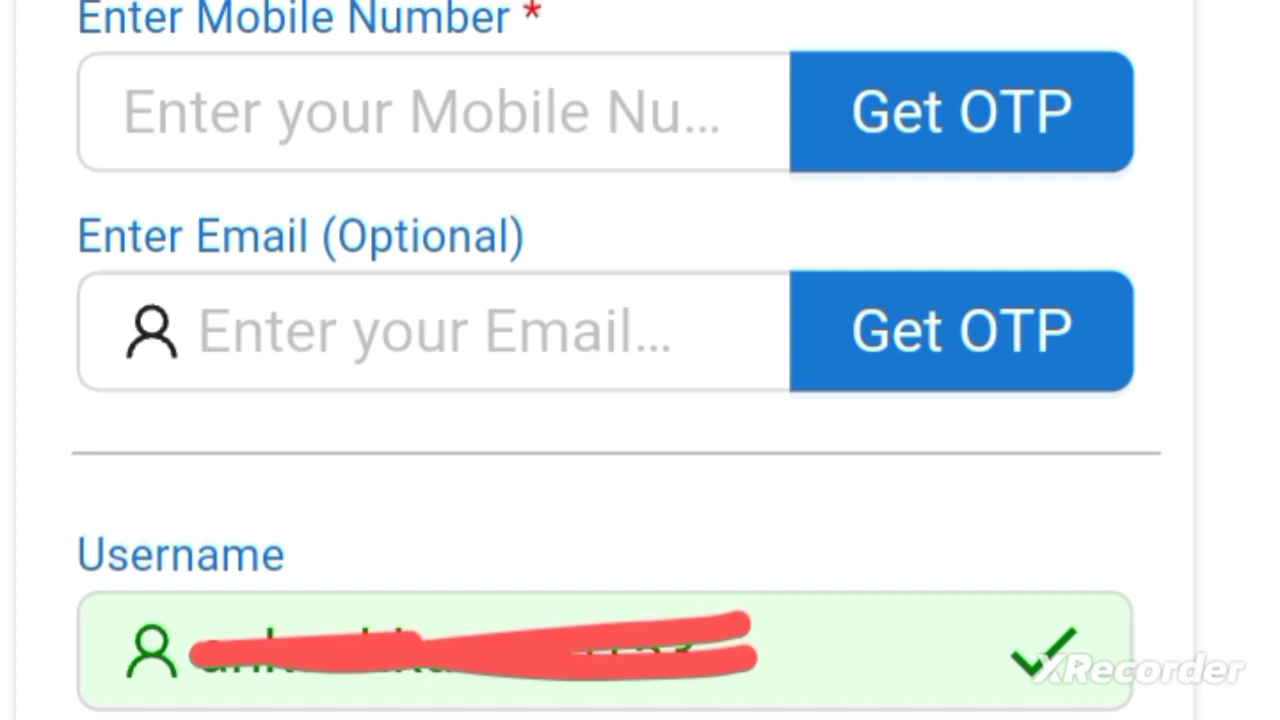 Enter Mobile Number *
Enter your Mobile Nu...
Get OTP
Enter Email (Optional)
Enter your Email...
Get OTP
Username
XRecorder